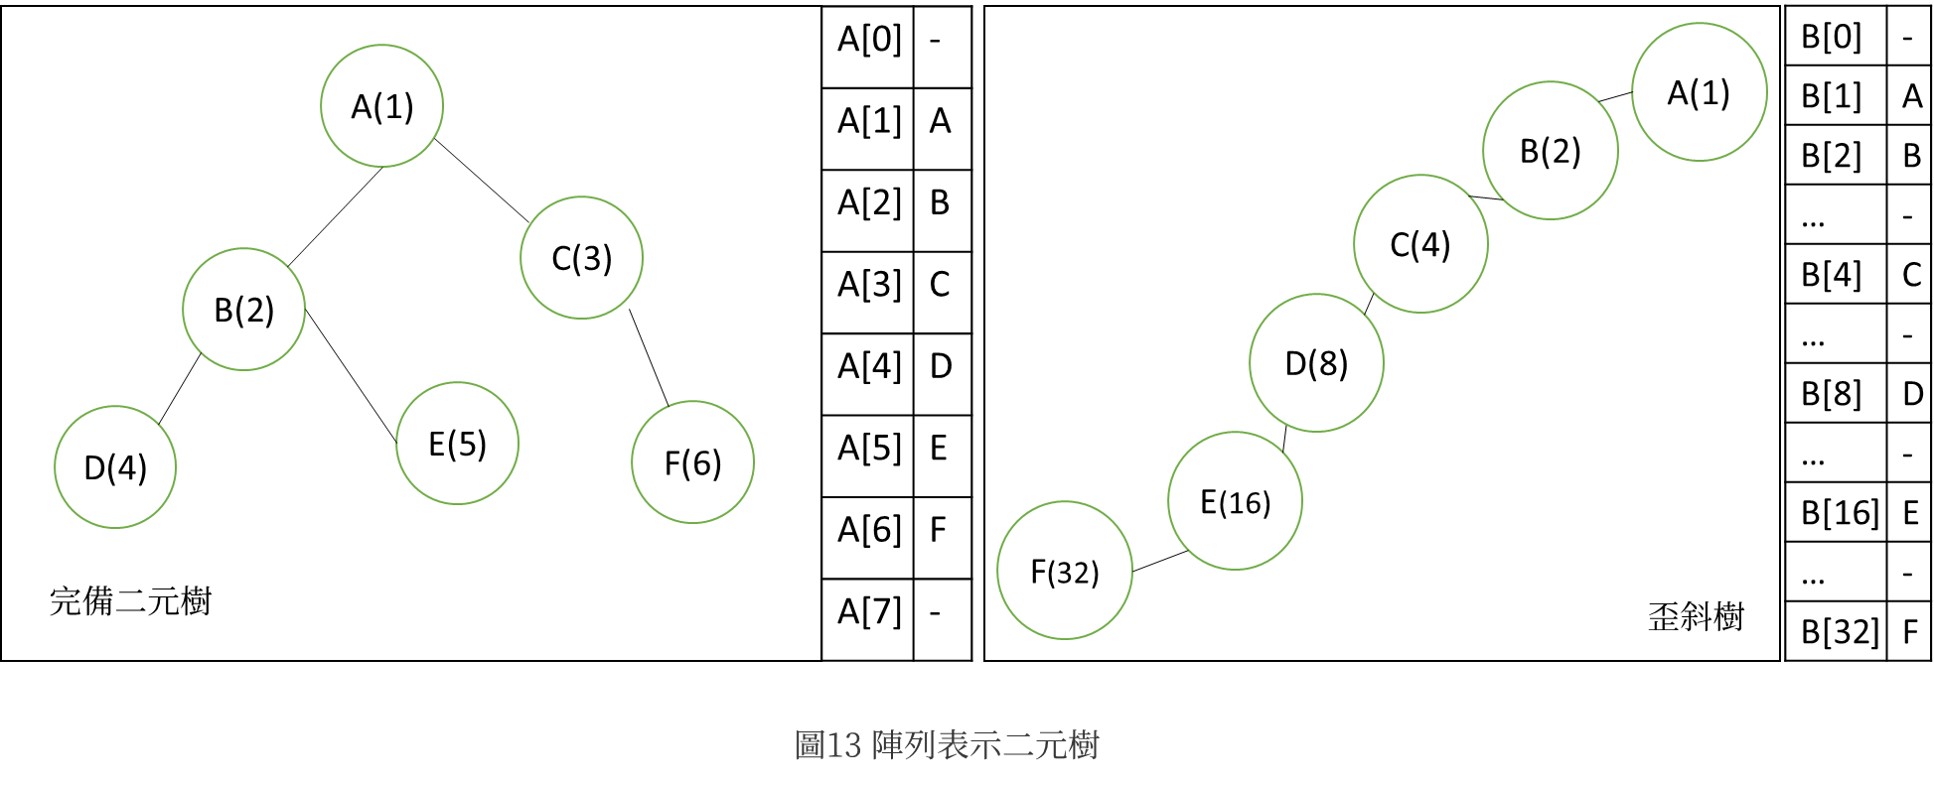 A(1)
C(3)
B(2)
E(5)
D(4)
F(6)
完備二元樹
A[0] -
A[1] A
A[2] B
A[3] C
A[4] D
A[5] E
A[6] F
A[7] -
A(1)
B(2)
C(4)
D(8)
E(16)
F(32)
歪斜樹
B[0] -
B[1] A
B[2] B
... -
B[4] C
... -
B[8] D
... -
B[16] E
... -
B[32] F
圖13 陣列表示二元樹